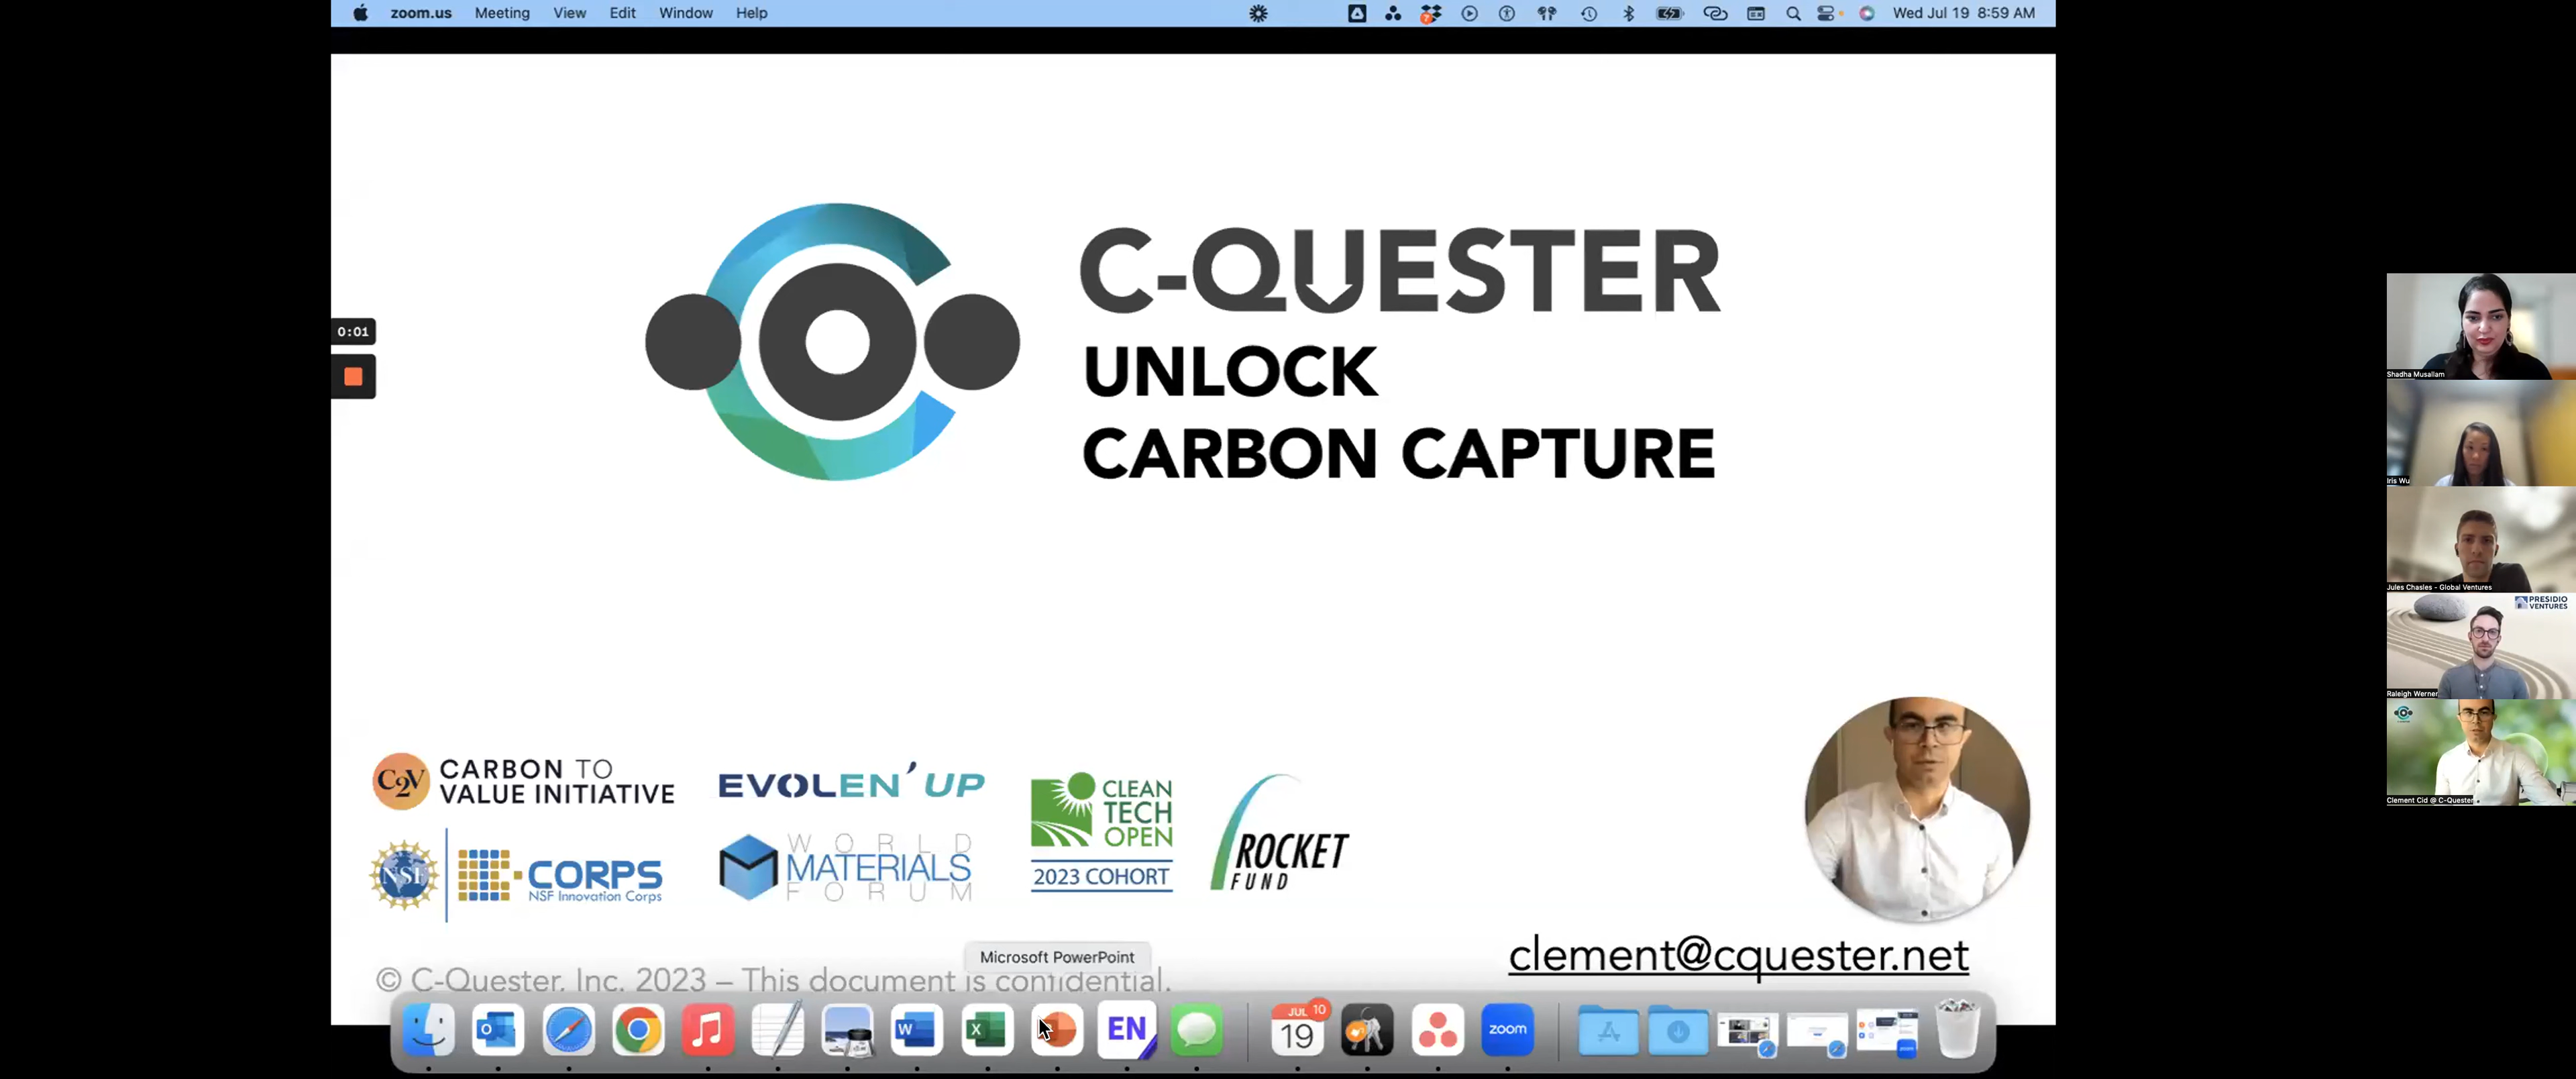 zoom.us Meeting View Edit Window Help
Wed Jul 19 8:59 AM
0:01
C-QUESTER
UNLOCK
CARBON CAPTURE
C2V
CARBON TO
VALUE INITIATIVE
EVOLEN'UP
CLEAN
TECH
OPEN
2023 COHORT
ROCKET
FUND
NSF
CORPS
NSF Innovation Corps
WORLD
MATERIALS
FORUM
clement@cquester.net
Microsoft PowerPoint
© C-Quester, Inc. 2023 – This document is confidential.
W
X
EN
JUL
10
19
zoom
Shadha Musallam
Iris Wu
Jules Chasles - Global Ventures
PRESIDIO
VENTURES
Raleigh Werner
Clement Cid @ C-Quester